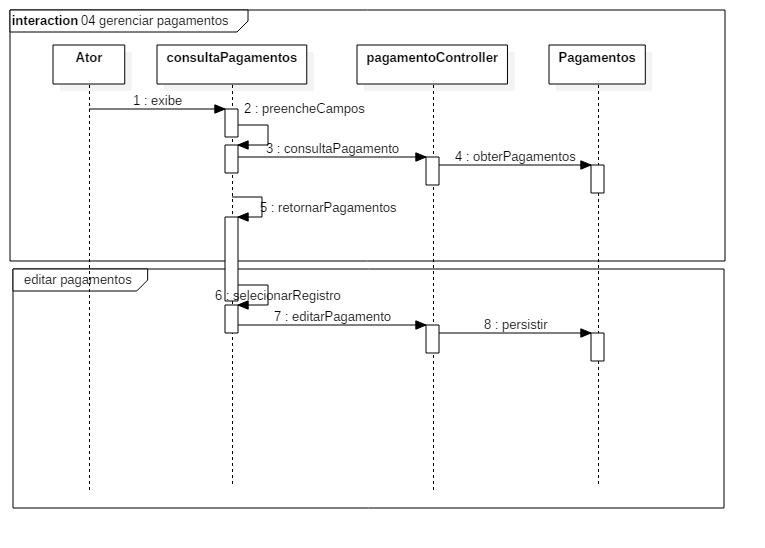 interaction 04 gerenciar pagamentos
Ator
consultaPagamentos
pagamentoController
Pagamentos
1 : exibe
2 : preencheCampos
3 : consultaPagamento
4 : obterPagamentos
5 : retornarPagamentos
editar pagamentos
6 : selecionarRegistro
7 : editarPagamento
8 : persistir